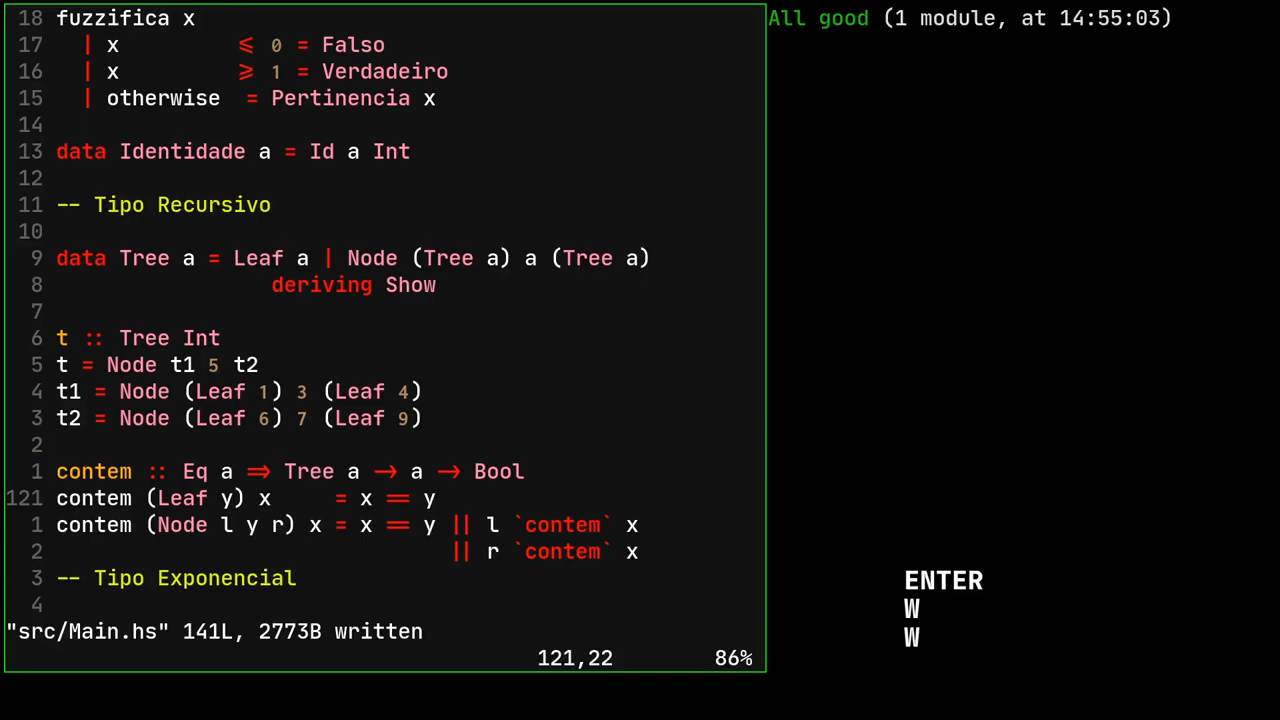 18 fuzzifica x
17   | x         <= 0 = Falso
16   | x         >= 1 = Verdadeiro
15   | otherwise  = Pertinencia x
14
13 data Identidade a = Id a Int
12
11 -- Tipo Recursivo
10
9 data Tree a = Leaf a | Node (Tree a) a (Tree a)
8                  deriving Show
7
6 t :: Tree Int
5 t = Node t1 5 t2
4 t1 = Node (Leaf 1) 3 (Leaf 4)
3 t2 = Node (Leaf 6) 7 (Leaf 9)
2
1 contem :: Eq a => Tree a -> a -> Bool
121 contem (Leaf y) x     = x == y
1 contem (Node l y r) x = x == y || l `contem` x
2                                || r `contem` x
3 -- Tipo Exponencial
4
"src/Main.hs" 141L, 2773B written
121,22 86%
All good (1 module, at 14:55:03)
ENTER
W
W